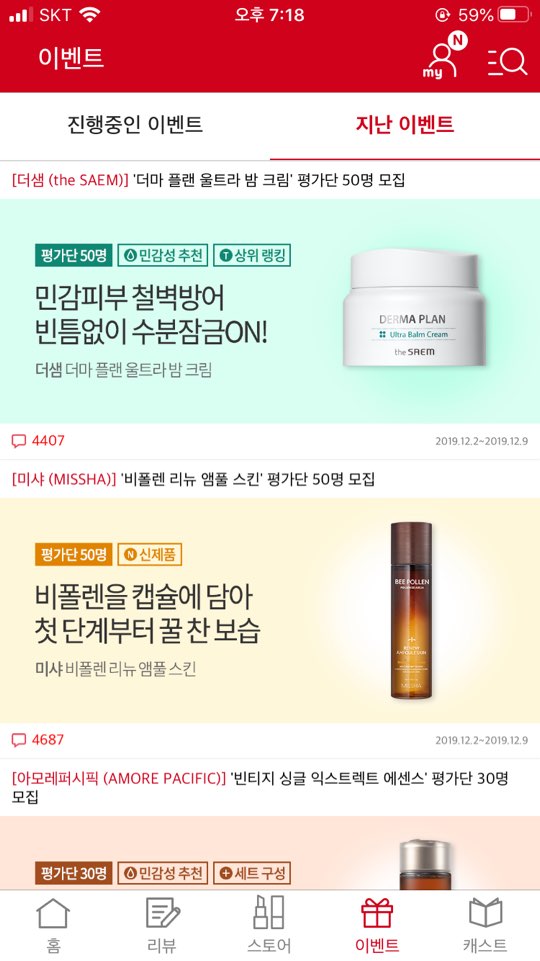 SKT 오후 7:18 59%
이벤트
my N
진행중인 이벤트 지난 이벤트
[더샘 (the SAEM)] '더마 플랜 울트라 밤 크림' 평가단 50명 모집
평가단 50명 민감성 추천 T 상위 랭킹
민감피부 철벽방어
빈틈없이 수분잠금ON!
더샘 더마 플랜 울트라 밤 크림
DERMA PLAN
Ultra Balm Cream
the SAEM
4407 2019.12.2~2019.12.9
[미샤 (MISSHA)] '비폴렌 리뉴 앰풀 스킨' 평가단 50명 모집
평가단 50명 N 신제품
비폴렌을 캡슐에 담아
첫 단계부터 꿀 찬 보습
미샤 비폴렌 리뉴 앰풀 스킨
BEE POLLEN
RENEW
AMPOULE SKIN
MISSHA
4687 2019.12.2~2019.12.9
[아모레퍼시픽 (AMORE PACIFIC)] '빈티지 싱글 익스트렉트 에센스' 평가단 30명
모집
평가단 30명 민감성 추천 세트 구성
홈 리뷰 스토어 이벤트 캐스트